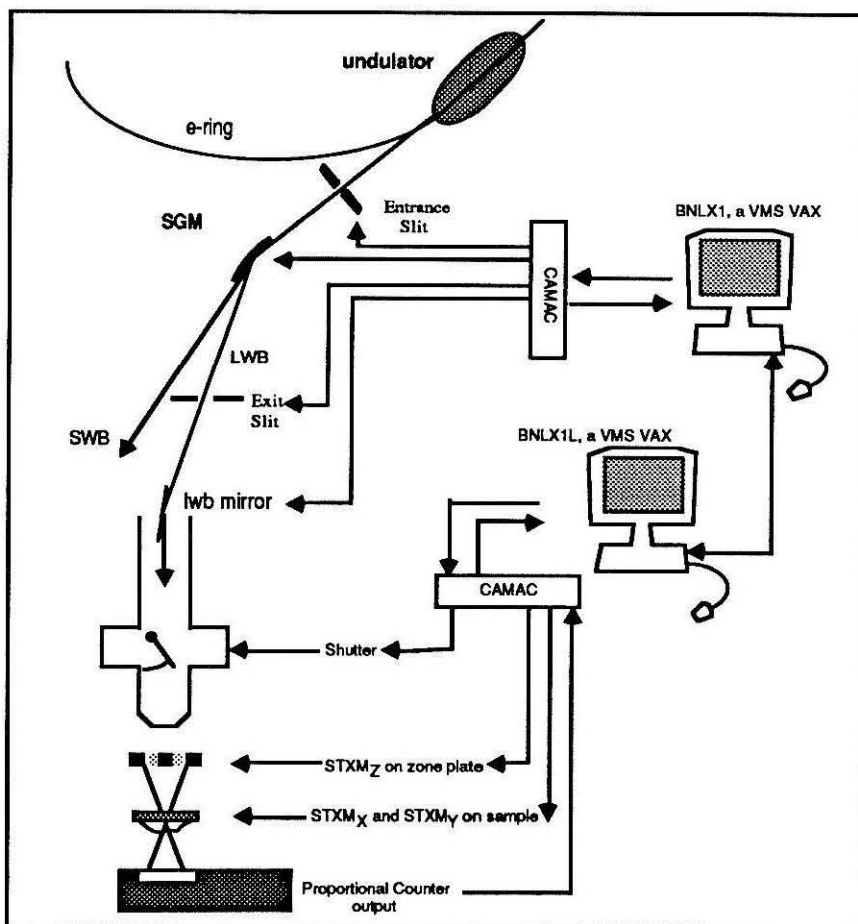 undulator
e-ring
SGM
Entrance
Slit
BNLX1, a VMS VAX
CAMAC
LWB
Exit
Slit
SWB
BNLX1L, a VMS VAX
lwb mirror
CAMAC
Shutter
STXMZ on zone plate
STXMX and STXMY on sample
Proportional Counter
output